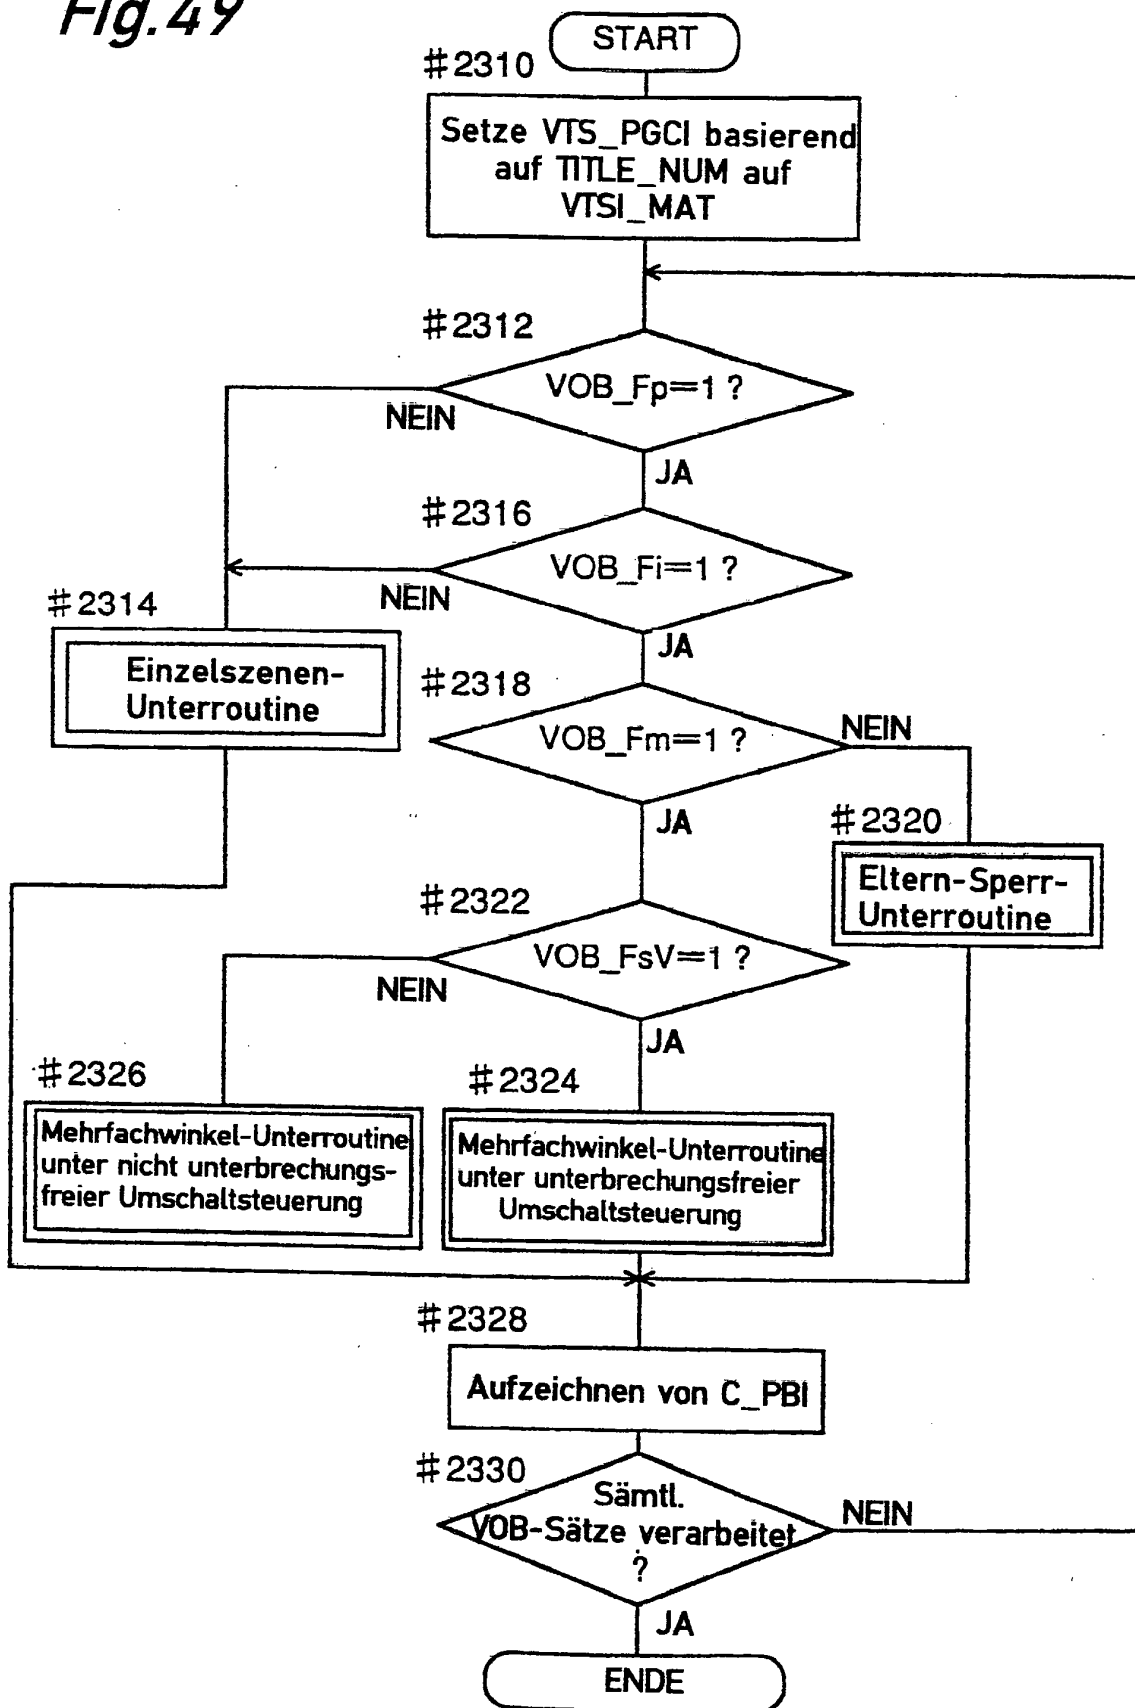 Fig.49
START
#2310
Setze VTS_PGCI basierend
auf TITLE_NUM auf
VTSI_MAT
#2312
VOB_Fp=1 ?
NEIN
JA
#2316
VOB_Fi=1 ?
NEIN
JA
#2314
Einzelszenen-
Unterroutine
#2318
VOB_Fm=1 ?
NEIN
JA
#2320
Eltern-Sperr-
Unterroutine
#2322
VOB_FsV=1 ?
NEIN
JA
#2326
Mehrfachwinkel-Unterroutine
unter nicht unterbrechungs-
freier Umschaltsteuerung
#2324
Mehrfachwinkel-Unterroutine
unter unterbrechungsfreier
Umschaltsteuerung
#2328
Aufzeichnen von C_PBI
#2330
Sämtl.
VOB-Sätze verarbeitet
?
NEIN
JA
ENDE